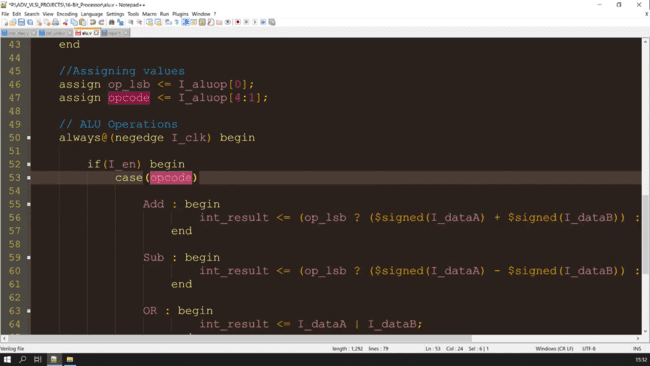 *F:\ADV_VLSI_PROJECTS\16-Bit_Processor\alu.v - Notepad++
File Edit Search View Encoding Language Settings Tools Macro Run Plugins Window ?
alu.v
43 end
44
45 //Assigning values
46 assign op_lsb <= I_aluop[0];
47 assign opcode <= I_aluop[4:1];
48
49 // ALU Operations
50 always@(negedge I_clk) begin
51
52 if(I_en) begin
53 case(opcode)
54
55 Add : begin
56 int_result <= (op_lsb ? ($signed(I_dataA) + $signed(I_dataB)) :
57 end
58
59 Sub : begin
60 int_result <= (op_lsb ? ($signed(I_dataA) - $signed(I_dataB)) :
61 end
62
63 OR : begin
64 int_result <= I_dataA | I_dataB;
Verilog file length : 1,292 lines : 79 Ln : 53 Col : 24 Sel : 6 | 1 Windows (CR LF) UTF-8 INS
15:32